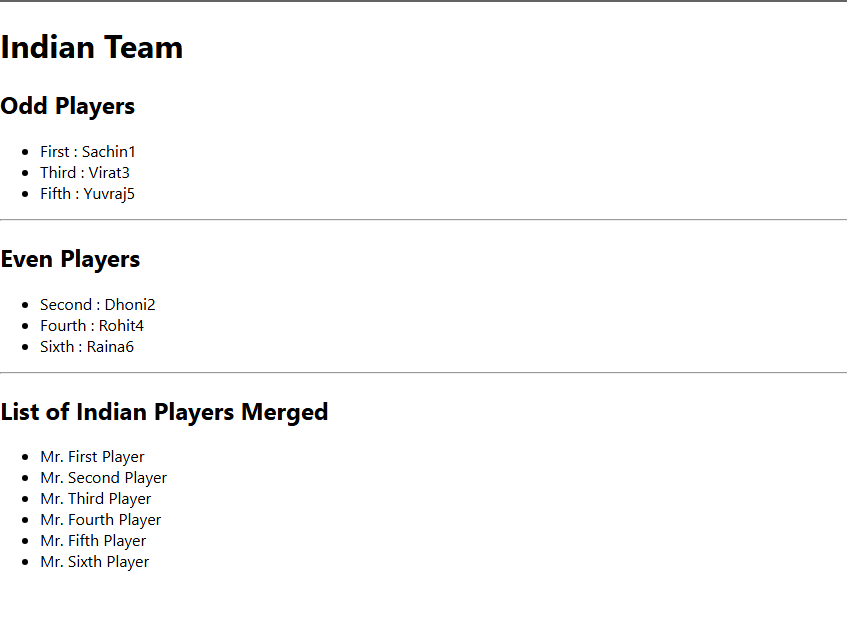 Indian Team
Odd Players
First : Sachin1
Third : Virat3
Fifth : Yuvraj5
Even Players
Second : Dhoni2
Fourth : Rohit4
Sixth : Raina6
List of Indian Players Merged
Mr. First Player
Mr. Second Player
Mr. Third Player
Mr. Fourth Player
Mr. Fifth Player
Mr. Sixth Player